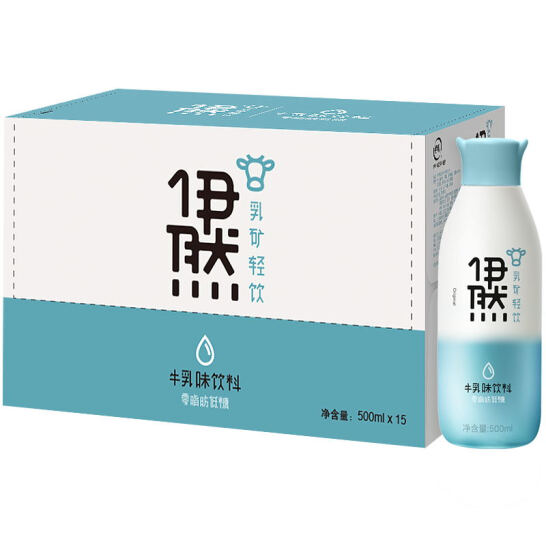 伊然
乳矿轻饮
牛乳味饮料
零脂肪低糖
净含量：500ml x 15
伊然
乳矿轻饮
Original
牛乳味饮料
零脂肪低糖
净含量:500ml